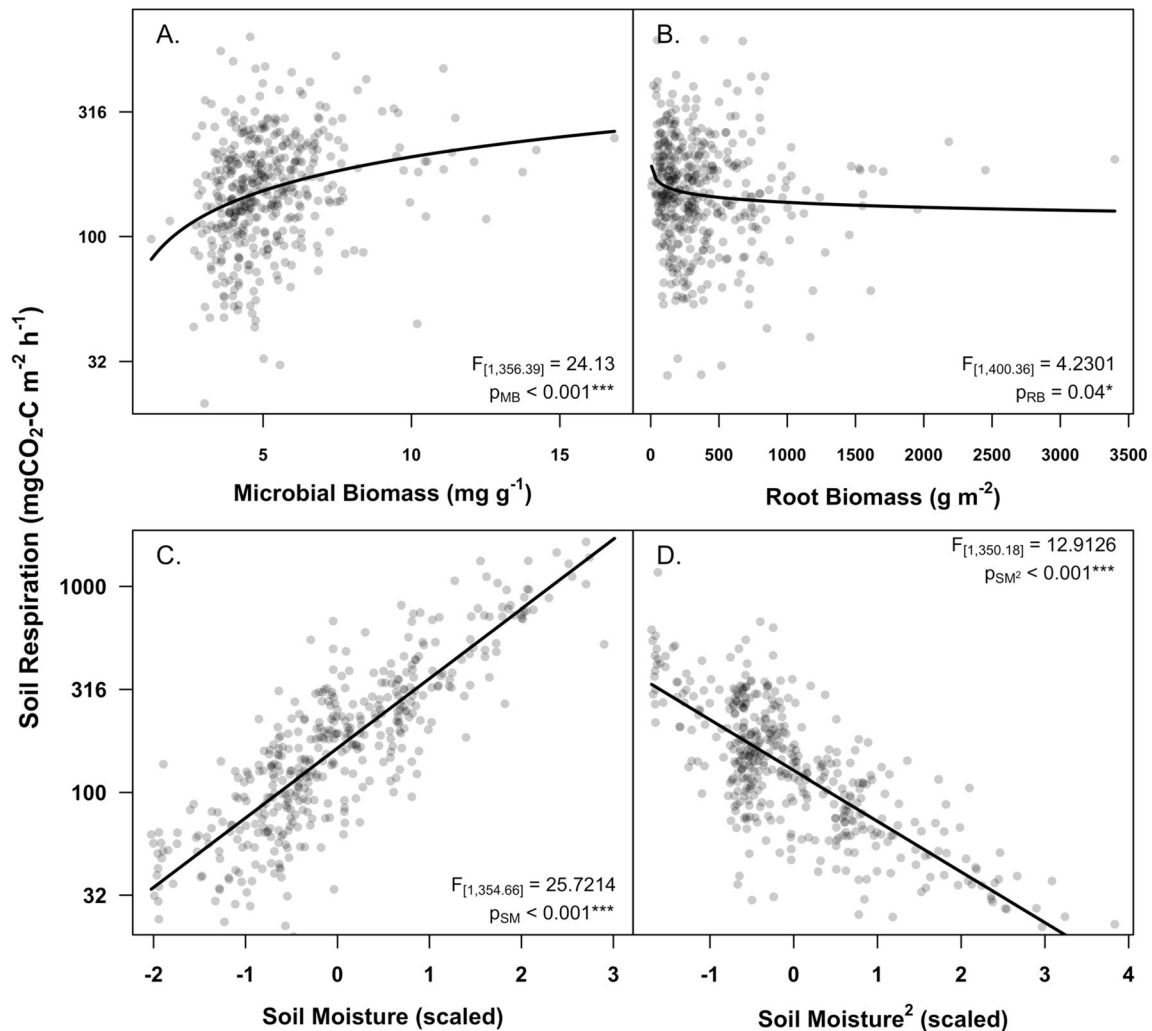 A.
B.
316
100
32
F[1,356.39] = 24.13
pMB < 0.001***
F[1,400.36] = 4.2301
pRB = 0.04*
5 10 15
0 500 1000 1500 2000 2500 3000 3500
Microbial Biomass (mg g⁻¹)
Root Biomass (g m⁻²)
Soil Respiration (mgCO₂-C m⁻² h⁻¹)
C.
D.
F[1,350.18] = 12.9126
pSM² < 0.001***
1000
316
100
32
F[1,354.66] = 25.7214
pSM < 0.001***
-2 -1 0 1 2 3
-1 0 1 2 3 4
Soil Moisture (scaled)
Soil Moisture² (scaled)